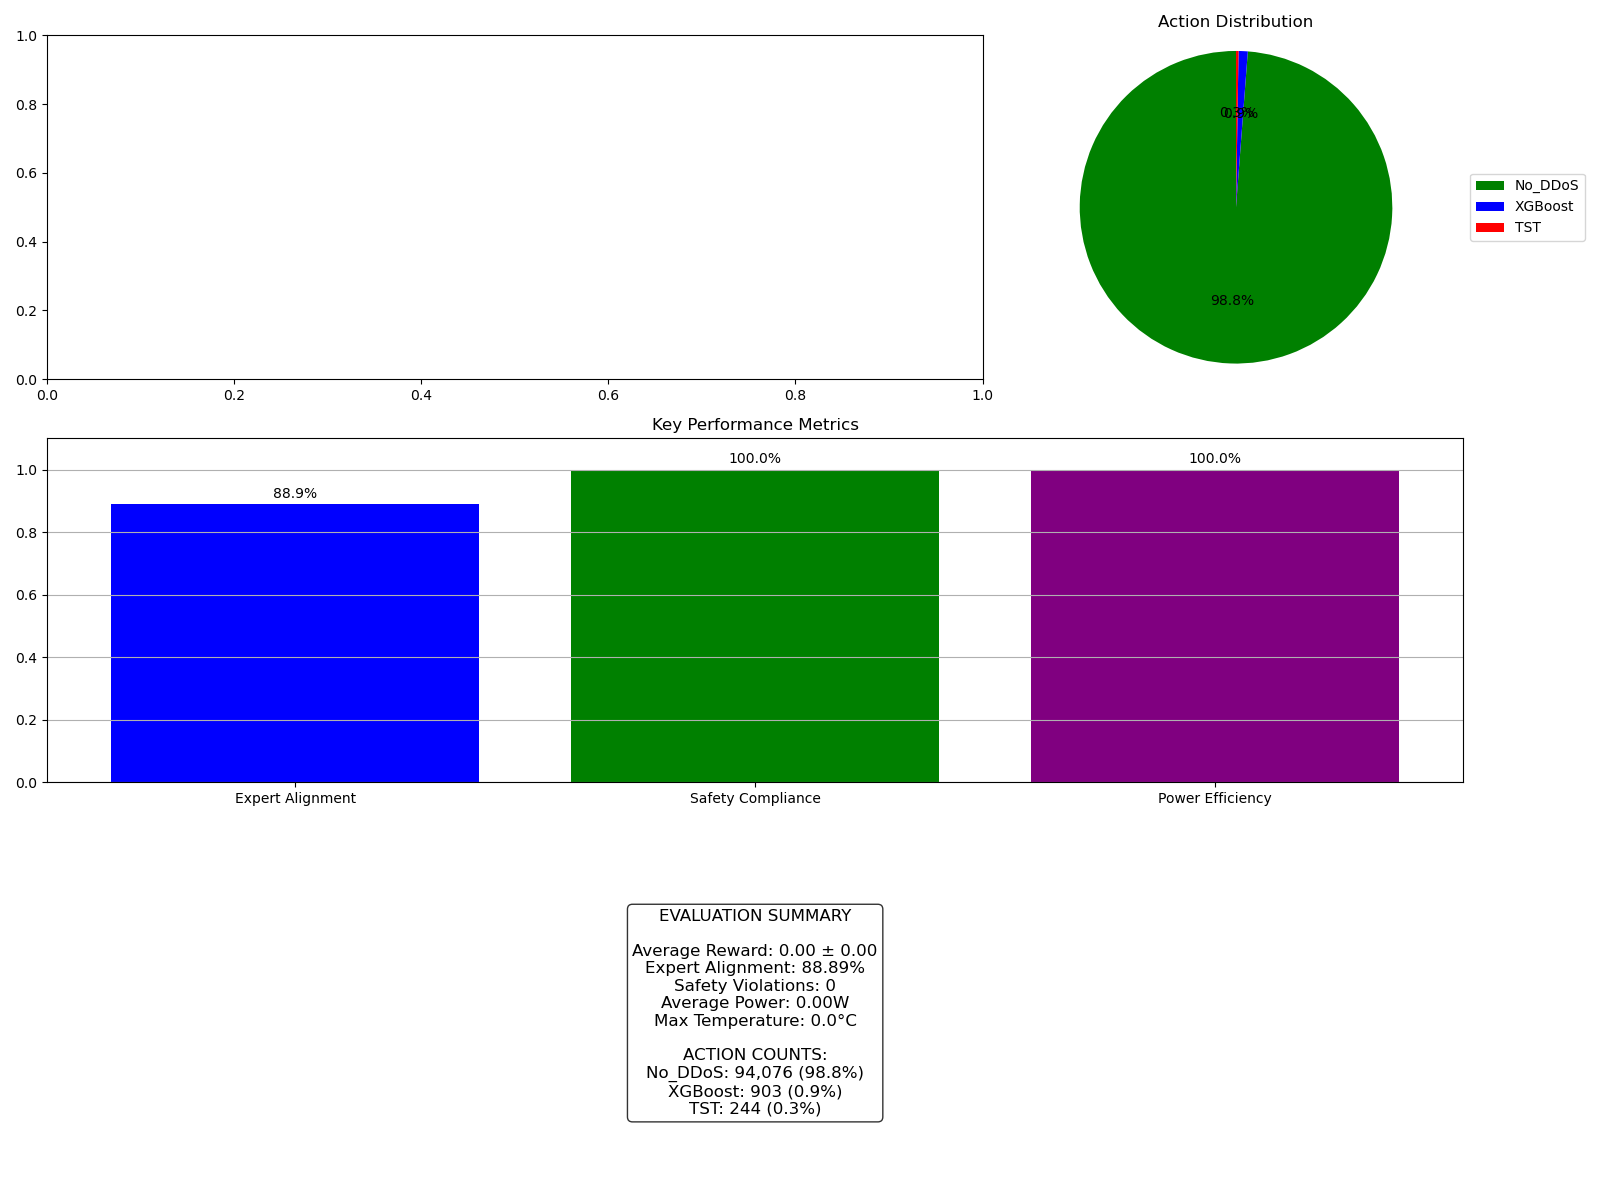 Action Distribution
1.0
0.8
0.6
0.4
0.2
0.0
0.0 0.2 0.4 0.6 0.8 1.0
0.3%
0.9%
98.8%
No_DDoS
XGBoost
TST
Key Performance Metrics
1.0
0.8
0.6
0.4
0.2
0.0
88.9%
100.0%
100.0%
Expert Alignment
Safety Compliance
Power Efficiency
EVALUATION SUMMARY
Average Reward: 0.00 ± 0.00
Expert Alignment: 88.89%
Safety Violations: 0
Average Power: 0.00W
Max Temperature: 0.0°C
ACTION COUNTS:
No_DDoS: 94,076 (98.8%)
XGBoost: 903 (0.9%)
TST: 244 (0.3%)